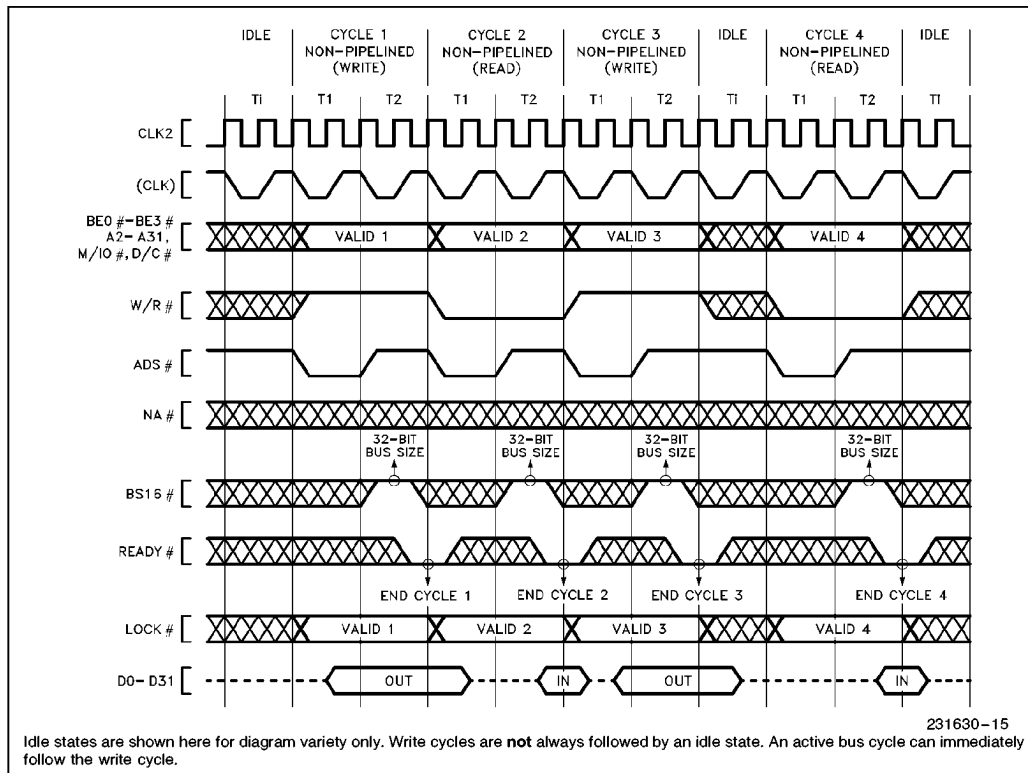 IDLE CYCLE 1 CYCLE 2 CYCLE 3 IDLE CYCLE 4 IDLE
NON-PIPELINED NON-PIPELINED NON-PIPELINED NON-PIPELINED
(WRITE) (READ) (WRITE) (READ)
Ti T1 T2 T1 T2 T1 T2 Ti T1 T2 Ti
CLK2
(CLK)
BE0 #-BE3 #
A2-A31,
M/IO #, D/C #
VALID 1 VALID 2 VALID 3 VALID 4
W/R #
ADS #
NA #
32-BIT 32-BIT 32-BIT 32-BIT
BUS SIZE BUS SIZE BUS SIZE BUS SIZE
BS16 #
READY #
END CYCLE 1 END CYCLE 2 END CYCLE 3 END CYCLE 4
LOCK # VALID 1 VALID 2 VALID 3 VALID 4
D0-D31 OUT IN OUT IN
231630-15
Idle states are shown here for diagram variety only. Write cycles are not always followed by an idle state. An active bus cycle can immediately
follow the write cycle.